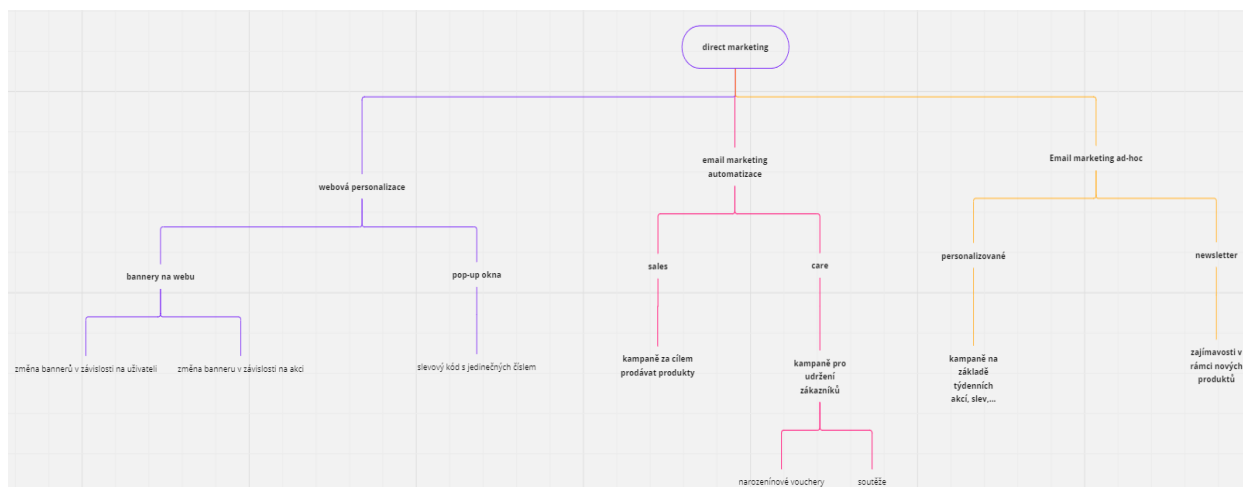 direct marketing
email marketing
automatizace
Email marketing ad-hoc
webová personalizace
bannery na webu
pop-up okna
sales
care
personalizované
newsletter
změna bannerů v závislosti na uživateli
změna banneru v závislosti na akci
slevový kód s jedinečných číslem
kampaně za cílem
prodávat produkty
kampaně pro
udržení
zákazníků
kampaně na
základě
týdenních
akcí, slev,...
zajímavosti v
rámci nových
produktů
narozenínové vouchery
soutěže